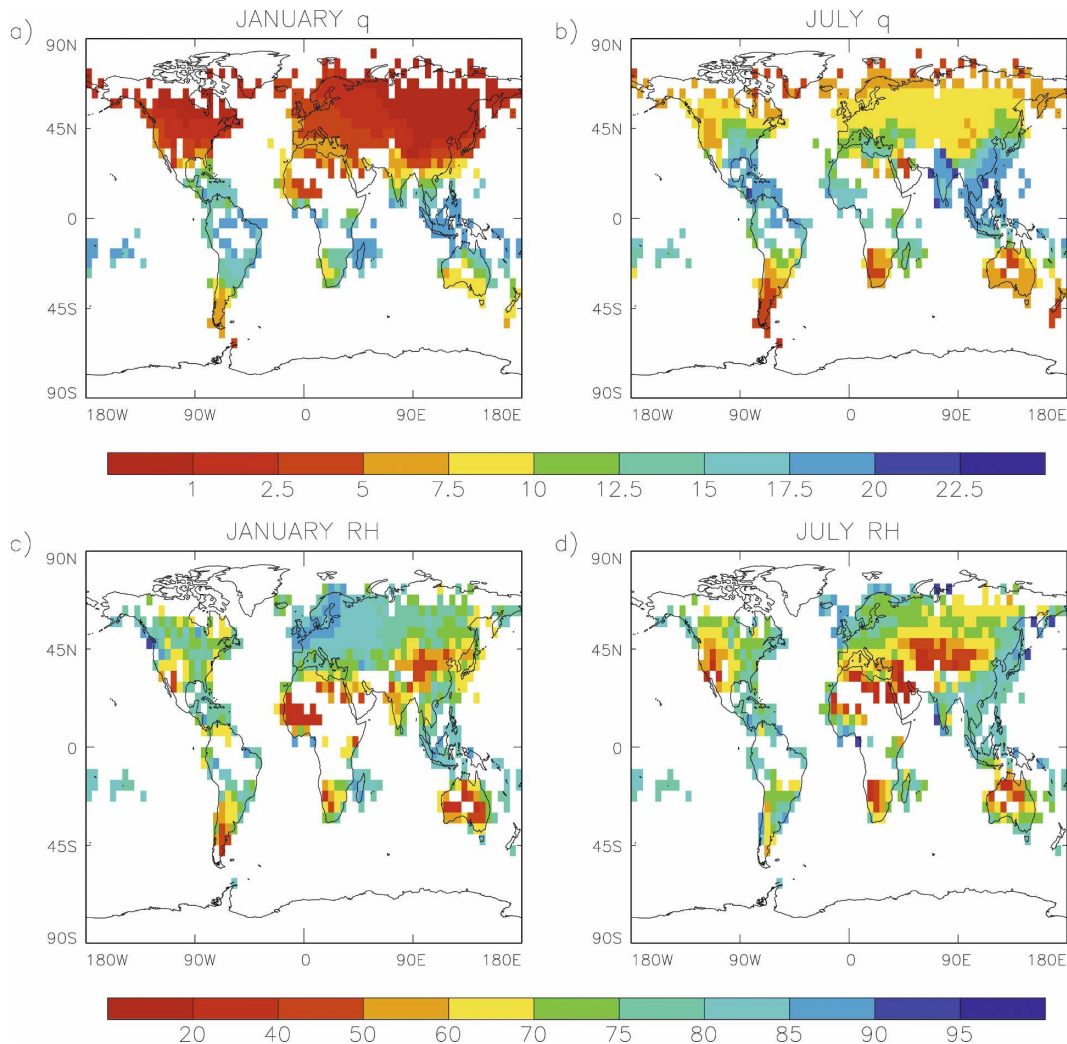 JANUARY q
JULY q
a)
b)
90N
90N
45N
45N
0
0
45S
45S
90S
90S
180W 90W 0 90E 180E
180W 90W 0 90E 180E
1 2.5 5 7.5 10 12.5 15 17.5 20 22.5
JANUARY RH
JULY RH
c)
d)
90N
90N
45N
45N
0
0
45S
45S
90S
90S
180W 90W 0 90E 180E
180W 90W 0 90E 180E
20 40 50 60 70 75 80 85 90 95